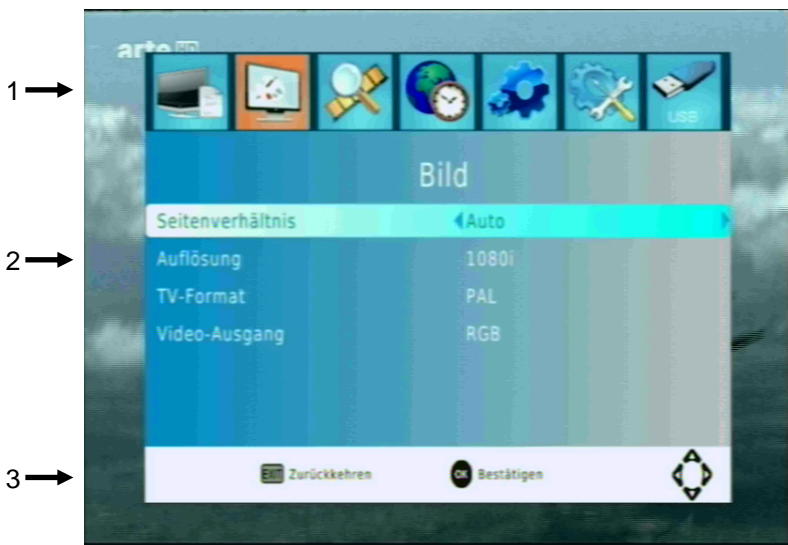 arte HD
1
USB
Bild
Seitenverhältnis Auto
2
Auflösung 1080i
TV-Format PAL
Video-Ausgang RGB
3
EXIT Zurückkehren OK Bestätigen